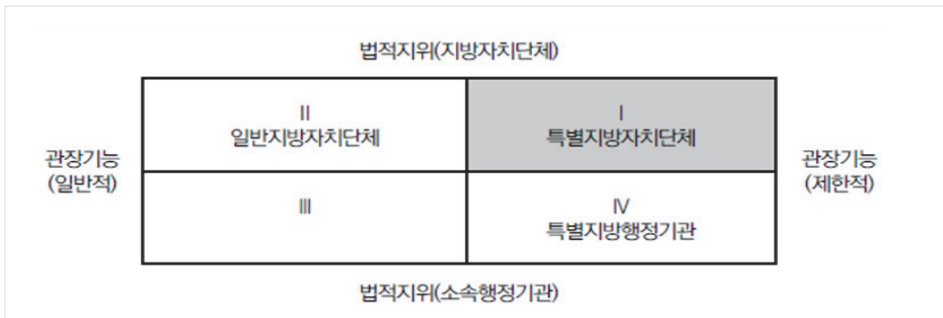 법적지위(지방자치단체)
Ⅱ
일반지방자치단체
Ⅰ
특별지방자치단체
관장기능
(일반적)
관장기능
(제한적)
Ⅲ
Ⅳ
특별지방행정기관
법적지위(소속행정기관)